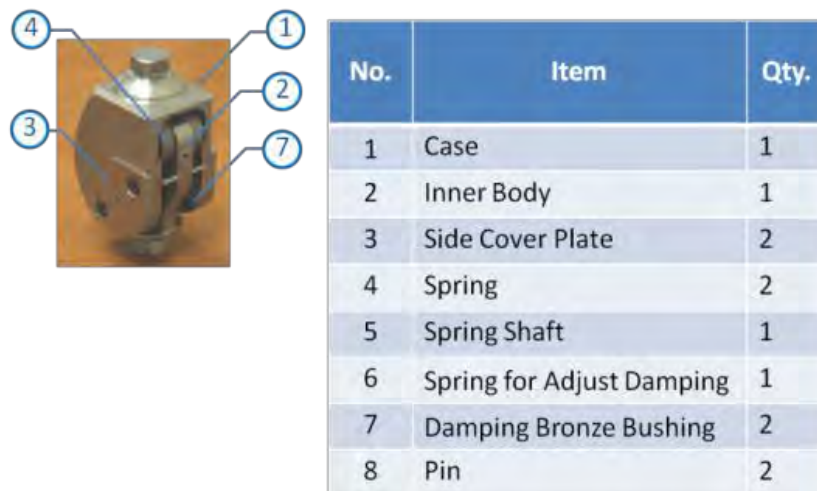 4
1
2
3
7
No. Item Qty.
1 Case 1
2 Inner Body 1
3 Side Cover Plate 2
4 Spring 2
5 Spring Shaft 1
6 Spring for Adjust Damping 1
7 Damping Bronze Bushing 2
8 Pin 2